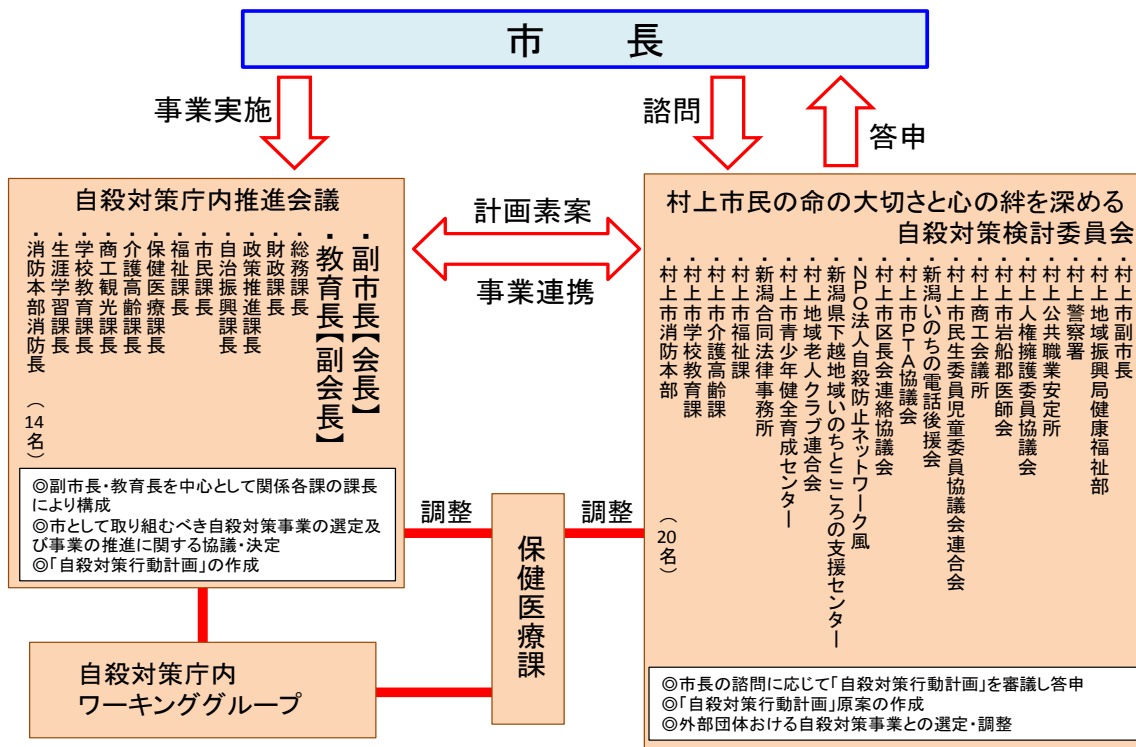 市　　長
事業実施
諮問
答申
自殺対策庁内推進会議
・副市長【会長】
・教育長【副会長】
・総務課長
・財政課長
・政策推進課長
・自治振興課長
・市民課長
・福祉課長
・保健医療課長
・介護高齢課長
・商工観光課長
・学校教育課長
・生涯学習課長
・消防本部消防長
（14名）
◎副市長・教育長を中心として関係各課の課長
により構成
◎市として取り組むべき自殺対策事業の選定及
び事業の推進に関する協議・決定
◎「自殺対策行動計画」の作成
計画素案
事業連携
村上市民の命の大切さと心の絆を深める
自殺対策検討委員会
・村上市副市長
・村上地域振興局健康福祉部
・村上警察署
・村上公共職業安定所
・村上人権擁護委員協議会
・村上市岩船郡医師会
・村上商工会議所
・村上市民生委員児童委員協議会連合会
・新潟いのちの電話後援会
・村上市PTA協議会
・村上市区長会連絡協議会
・NPO法人自殺防止ネットワーク風
・新潟県下越地域いのちとこころの支援センター
・村上地域老人クラブ連合会
・村上市青少年健全育成センター
・新潟合同法律事務所
・村上市福祉課
・村上市介護高齢課
・村上市学校教育課
・村上市消防本部
（20名）
◎市長の諮問に応じて「自殺対策行動計画」を審議し答申
◎「自殺対策行動計画」原案の作成
◎外部団体おける自殺対策事業との選定・調整
調整
調整
保健医療課
自殺対策庁内
ワーキンググループ